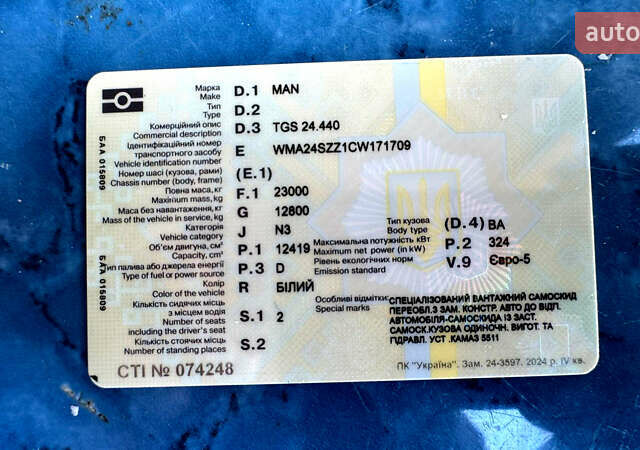 auto
Марка D.1 MAN
Make
Тип D.2
Type
Комерційний опис D.3 TGS 24.440
Commercial description
Ідентифікаційний номер
транспортного засобу E WMA24SZZ1CW171709
Vehicle identification number
Номер шасі (кузова, рами) (E.1)
Chassis number (body, frame)
Повна маса, кг F.1 23000
Maximum mass, kg
Маса без навантаження, кг G 12600
Mass of the vehicle in service, kg
Категорія J N3
Vehicle category
Об'єм двигуна, см³ P.1 12419
Capacity, cm³
Тип палива або джерела енергії P.3 D
Type of fuel or power source
Колір R БІЛИЙ
Color of the vehicle
Кількість сидячих місць
з місцем водія S.1 2
Number of seats
including the driver's seat
Кількість стоячих місць S.2
Number of standing places
Тип кузова (D.4) ВА
Body type
Максимальна потужність кВт P.2 324
Maximum net power (in kW)
Рівень екологічних норм V.9 Євро-5
Emission standard
Особливі відмітки:
Special marks
СПЕЦІАЛІЗОВАНИЙ ВАНТАЖНИЙ САМОСКИД
ПЕРЕОБЛ.З ЗАМ. КОНСТР. АВТО ДО ВІДП.
АВТОМОБІЛЯ-САМОСКИДА ІЗ ЗАСТ.
САМОСК.КУЗОВА ОДИНОЧН. ВИГОТ. ТА
ГІДРАВЛ. УСТ .КАМАЗ 5511
СТІ № 074248
ПК "Україна". Зам. 24-3597. 2024 р. IV кв.
БАА 015809
БАА 015809